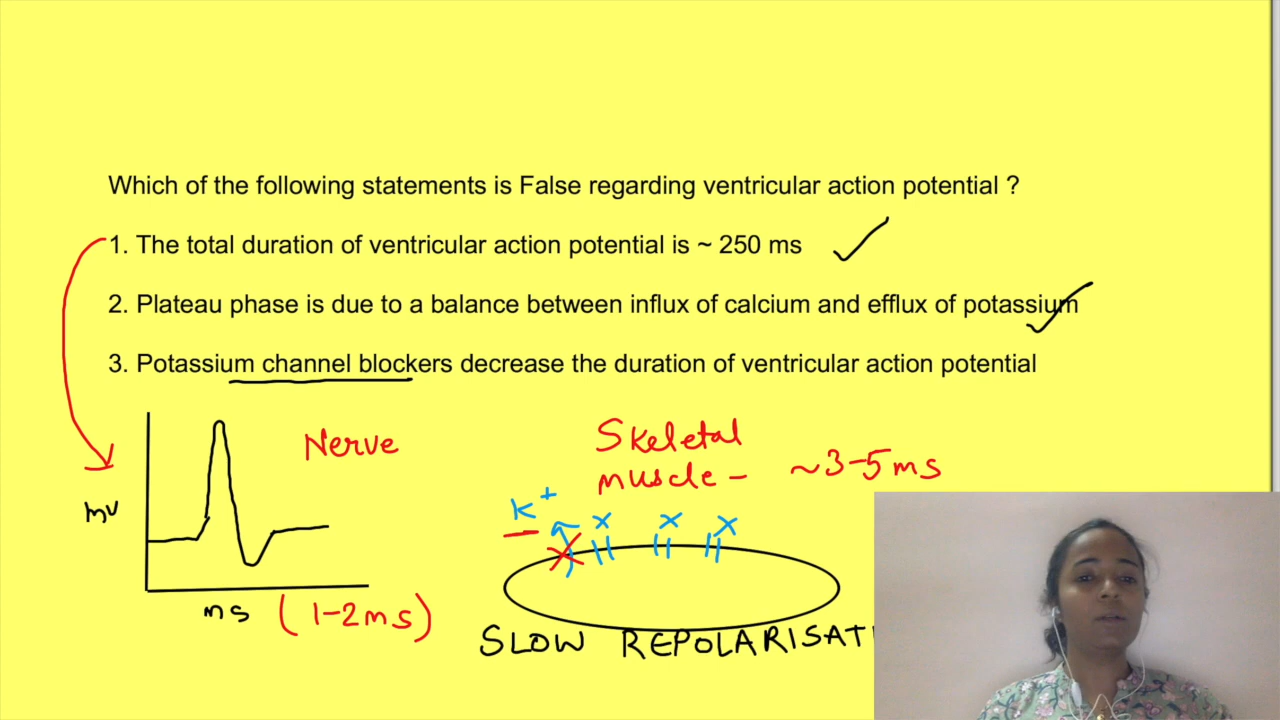 Which of the following statements is False regarding ventricular action potential ?
1. The total duration of ventricular action potential is ~ 250 ms
2. Plateau phase is due to a balance between influx of calcium and efflux of potassium
3. Potassium channel blockers decrease the duration of ventricular action potential
Nerve
Skeletal
muscle - ~3-5ms
mv
K+
x x x
ms (1-2ms)
SLOW REPOLARISAT